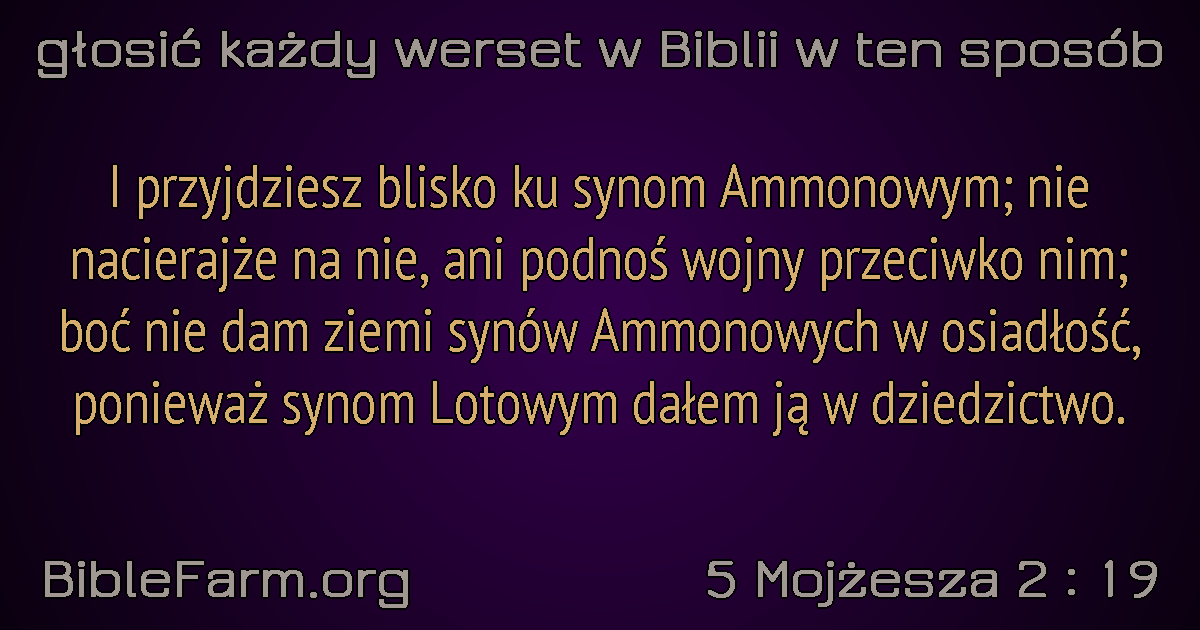 głosić każdy werset w Biblii w ten sposób
I przyjdziesz blisko ku synom Ammonowym; nie
nacierajże na nie, ani podnoś wojny przeciwko nim;
boć nie dam ziemi synów Ammonowych w osiadłość,
ponieważ synom Lotowym dałem ją w dziedzictwo.
BibleFarm.org
5 Mojżesza 2 : 19